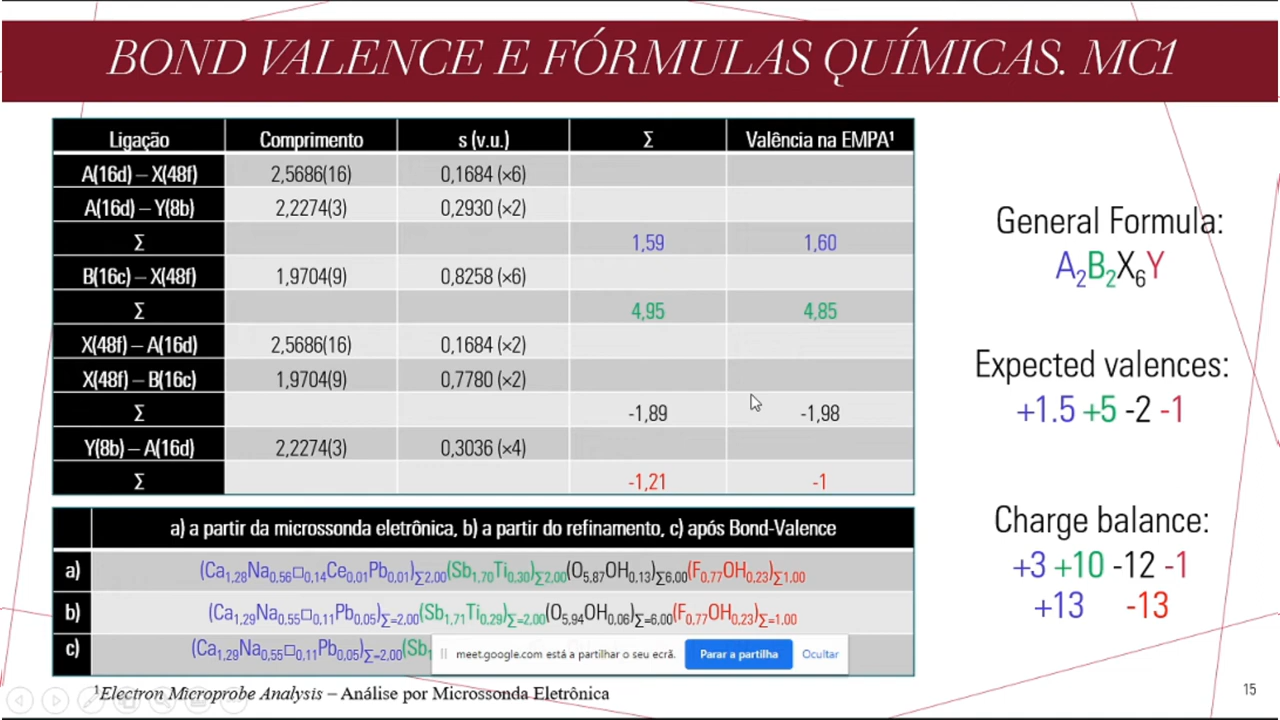 BOND VALENCE E FÓRMULAS QUÍMICAS. MC1
Ligação Comprimento s (v.u.) Σ Valência na EMPA¹
A(16d) – X(48f) 2,5686(16) 0,1684 (×6)
A(16d) – Y(8b) 2,2274(3) 0,2930 (×2)
Σ 1,59 1,60
B(16c) – X(48f) 1,9704(9) 0,8258 (×6)
Σ 4,95 4,85
X(48f) – A(16d) 2,5686(16) 0,1684 (×2)
X(48f) – B(16c) 1,9704(9) 0,7780 (×2)
Σ -1,89 -1,98
Y(8b) – A(16d) 2,2274(3) 0,3036 (×4)
Σ -1,21 -1
General Formula:
A₂B₂X₆Y
Expected valences:
+1.5 +5 -2 -1
Charge balance:
+3 +10 -12 -1
+13 -13
a) a partir da microssonda eletrônica, b) a partir do refinamento, c) após Bond-Valence
a) (Ca1,28Na0,56□0,14Ce0,01Pb0,01)Σ2,00(Sb1,70Ti0,30)Σ2,00(O5,87OH0,13)Σ6,00(F0,77OH0,23)Σ1,00
b) (Ca1,29Na0,55□0,11Pb0,05)Σ=2,00(Sb1,71Ti0,29)Σ=2,00(O5,94OH0,06)Σ=6,00(F0,77OH0,23)Σ=1,00
c) (Ca1,29Na0,55□0,11Pb0,05)Σ=2,00(Sb1
meet.google.com está a partilhar o seu ecrã. Parar a partilha Ocultar
¹Electron Microprobe Analysis – Análise por Microssonda Eletrônica
15